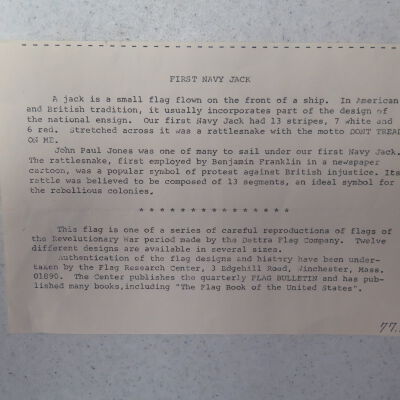 FIRST NAVY JACK
A jack is a small flag flown on the front of a ship. In American
and British tradition, it usually incorporates part of the design of
the national ensign. Our first Navy Jack had 13 stripes, 7 white and
6 red. Stretched across it was a rattlesnake with the motto DONT TREAD
ON ME.
John Paul Jones was one of many to sail under our first Navy Jack.
The rattlesnake, first employed by Benjamin Franklin in a newspaper
cartoon, was a popular symbol of protest against British injustice. Its
rattle was believed to be composed of 13 segments, an ideal symbol for
the rebellious colonies.
* * * * * * * * * * * * * * *
This flag is one of a series of careful reproductions of flags of
the Revolutionary War period made by the Dettra Flag Company. Twelve
different designs are available in several sizes.
Authentication of the flag designs and history have been under-
taken by the Flag Research Center, 3 Edgehill Road, Winchester, Mass.
01890. The Center publishes the quarterly FLAG BULLETIN and has pub-
lished many books,including "The Flag Book of the United States".